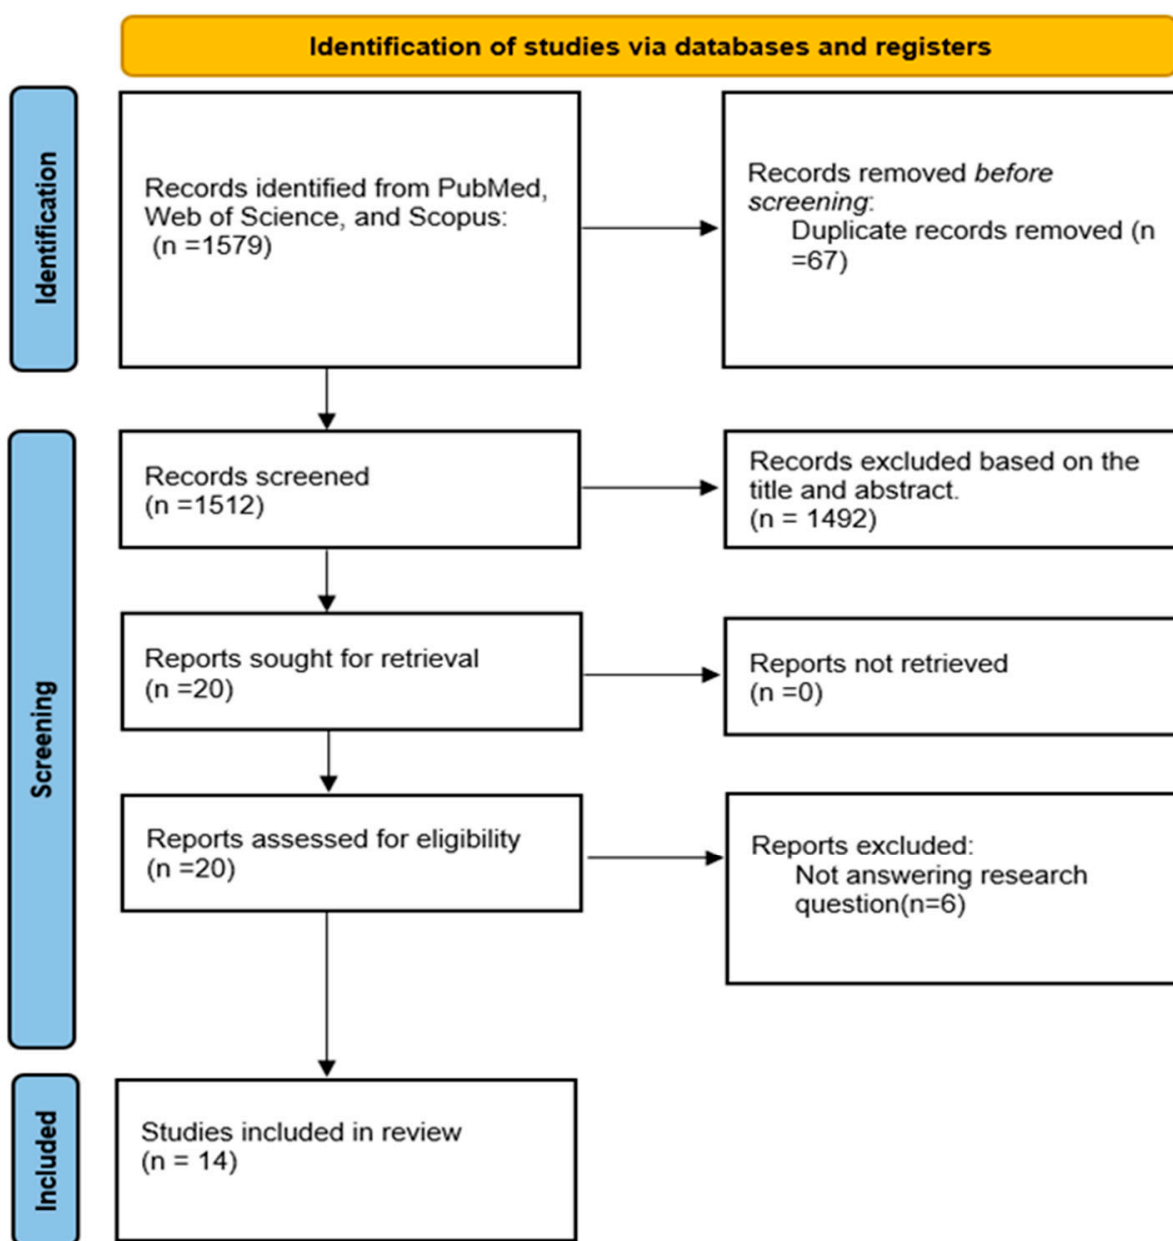 Identification of studies via databases and registers
Identification
Records identified from PubMed,
Web of Science, and Scopus:
(n =1579)
Records removed before
screening:
Duplicate records removed (n
=67)
Screening
Records screened
(n =1512)
Records excluded based on the
title and abstract.
(n = 1492)
Reports sought for retrieval
(n =20)
Reports not retrieved
(n =0)
Reports assessed for eligibility
(n =20)
Reports excluded:
Not answering research
question(n=6)
Included
Studies included in review
(n = 14)